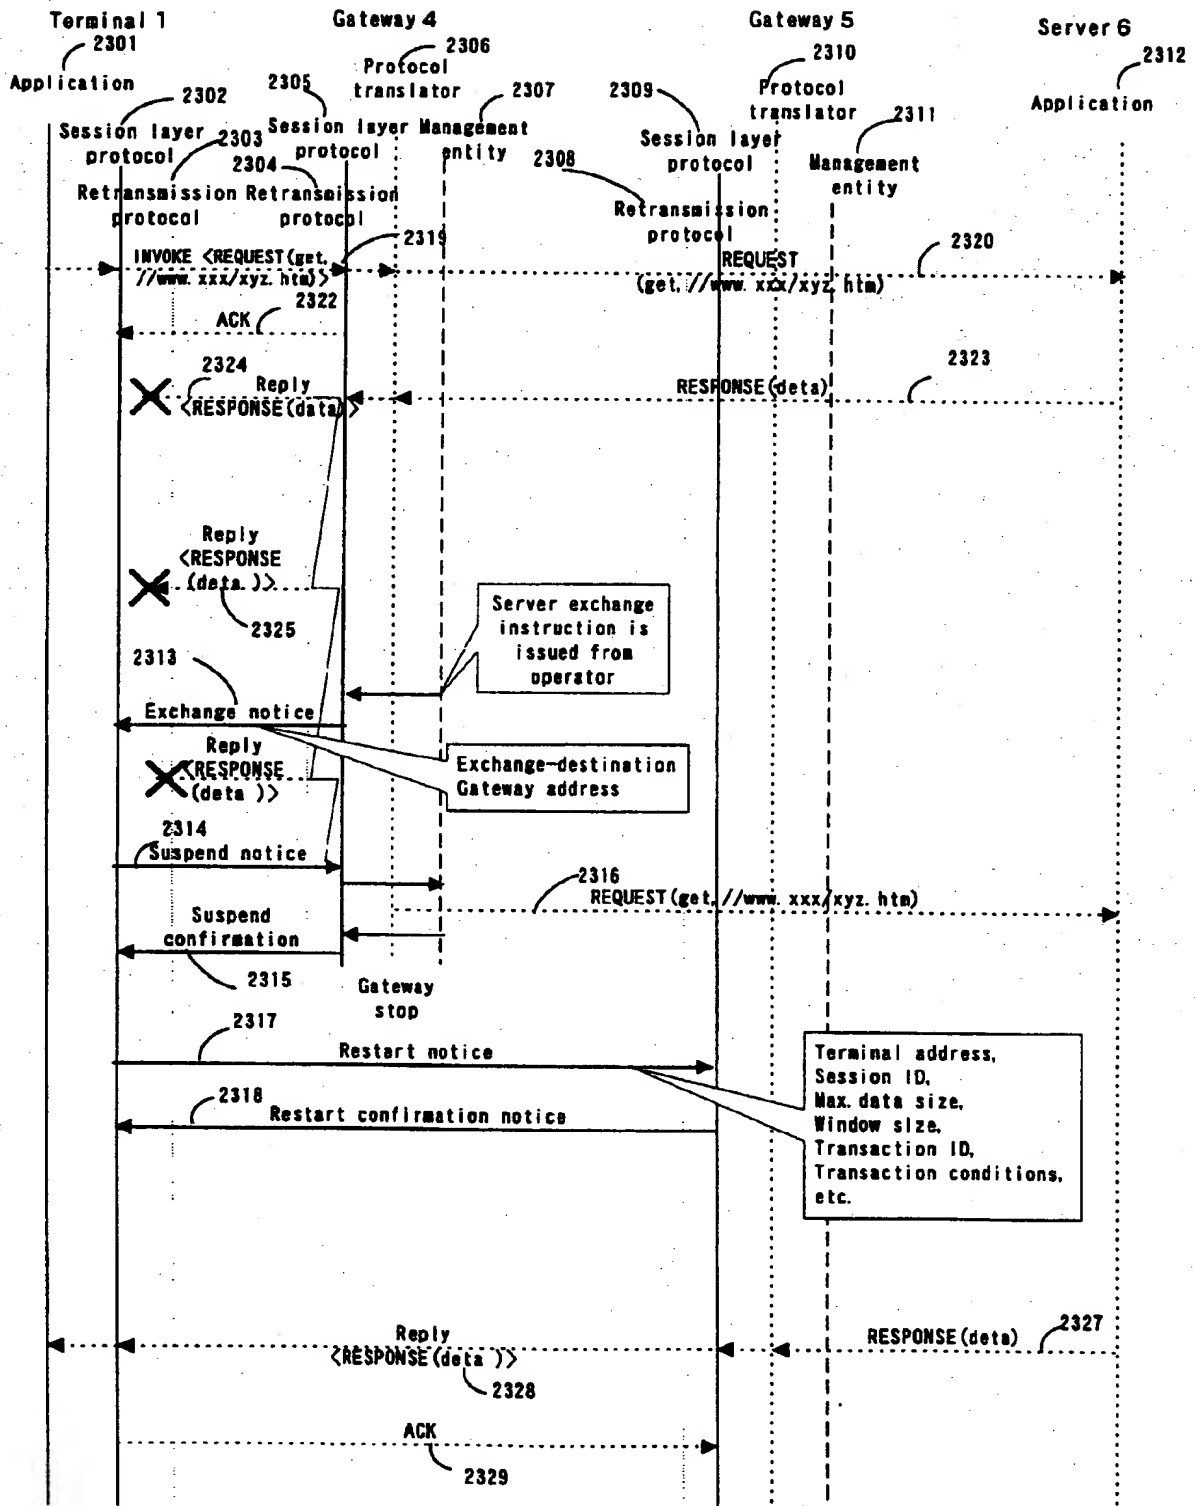 Terminal 1
Gateway 4
Gateway 5
Server 6
2301
2306
2310
2312
Application
Protocol
translator
2305
2302
2307
2309
Protocol
translator
2311
Application
Session layer
protocol
2303
Session layer
protocol
Management
entity
2304
2308
Session layer
protocol
Management
entity
Retransmission
protocol
Retransmission
protocol
Retransmission
protocol
INVOKE <REQUEST(get,
//www.xxx/xyz.htm)>
2319
REQUEST
(get,//www.xxx/xyz.htm)
2320
ACK
2322
2324
Reply
<RESPONSE(data)>
RESPONSE(deta)
2323
Reply
<RESPONSE
(deta )>
2325
Server exchange
instruction is
issued from
operator
2313
Exchange notice
Reply
<RESPONSE
(deta )>
Exchange-destination
Gateway address
2314
Suspend notice
2316
REQUEST(get,//www.xxx/xyz.htm)
Suspend
confirmation
2315
Gateway
stop
2317
Restart notice
Terminal address,
Session ID,
Max.data size,
Window size,
Transaction ID,
Transaction conditions,
etc.
2318
Restart confirmation notice
Reply
<RESPONSE(deta )>
2328
RESPONSE(deta)
2327
ACK
2329